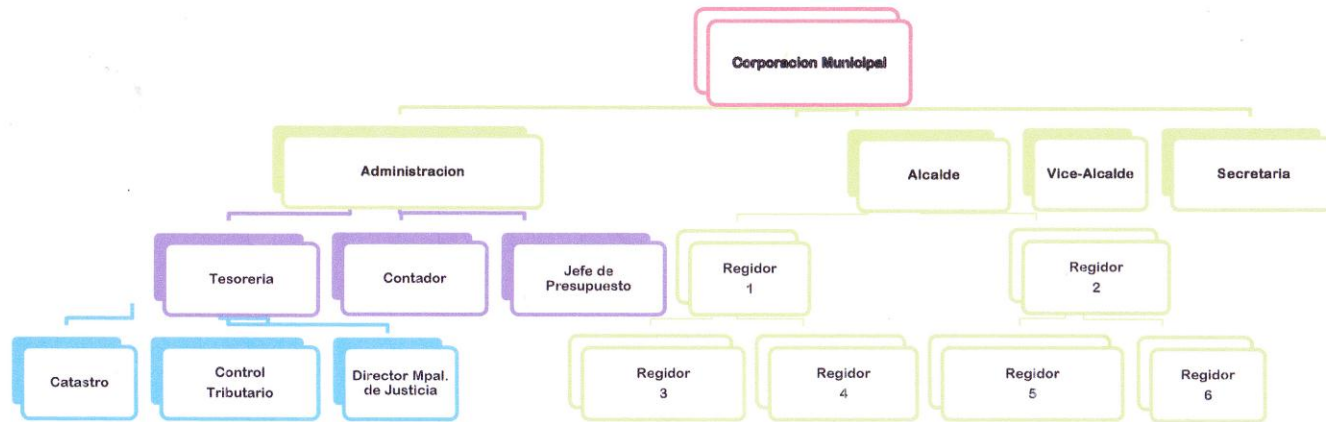 Corporacion Municipal
Administracion
Alcalde
Vice-Alcalde
Secretaria
Tesoreria
Contador
Jefe de
Presupuesto
Regidor
1
Regidor
2
Catastro
Control
Tributario
Director Mpal.
de Justicia
Regidor
3
Regidor
4
Regidor
5
Regidor
6